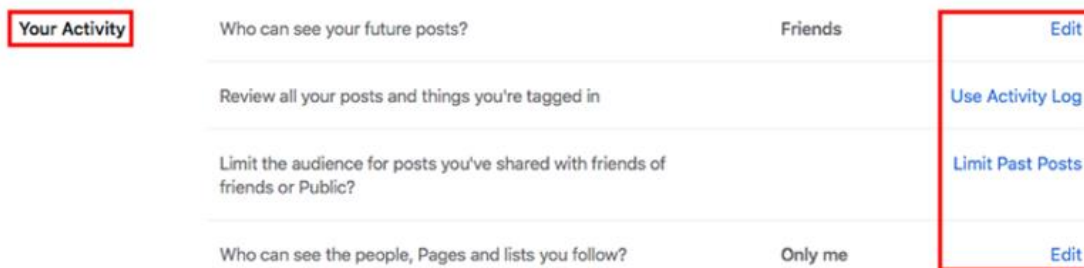 Your Activity Who can see your future posts? Friends Edit
Review all your posts and things you're tagged in Use Activity Log
Limit the audience for posts you've shared with friends of Limit Past Posts
friends or Public?
Who can see the people, Pages and lists you follow? Only me Edit